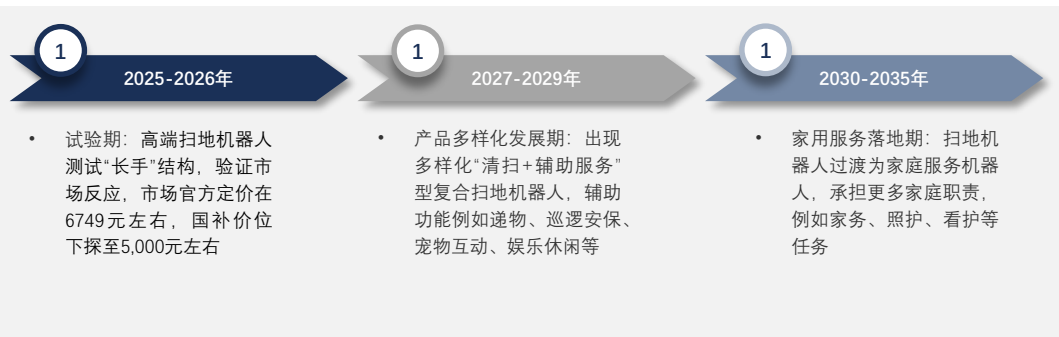 1
2025-2026年
• 试验期：高端扫地机器人
测试“长手”结构，验证市
场反应，市场官方定价在
6749元左右，国补价位
下探至5,000元左右
1
2027-2029年
• 产品多样化发展期：出现
多样化“清扫+辅助服务”
型复合扫地机器人，辅助
功能例如递物、巡逻安保、
宠物互动、娱乐休闲等
1
2030-2035年
• 家用服务落地期：扫地机
器人过渡为家庭服务机器
人，承担更多家庭职责，
例如家务、照护、看护等
任务